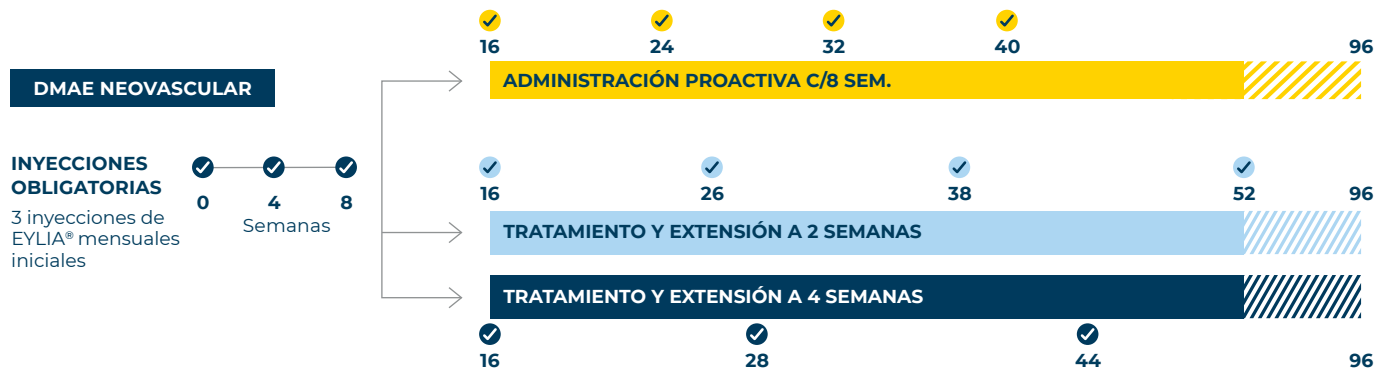 DMAE NEOVASCULAR
INYECCIONES
OBLIGATORIAS
3 inyecciones de
EYLIA® mensuales
iniciales
0 4 8
Semanas
16 24 32 40 96
ADMINISTRACIÓN PROACTIVA C/8 SEM.
16 26 38 52 96
TRATAMIENTO Y EXTENSIÓN A 2 SEMANAS
TRATAMIENTO Y EXTENSIÓN A 4 SEMANAS
16 28 44 96